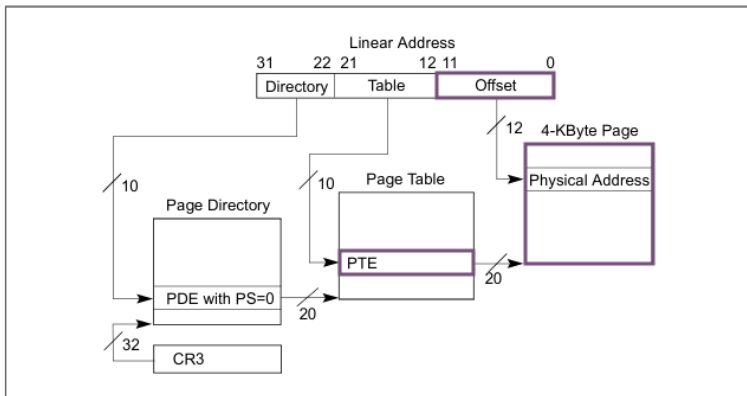 Linear Address
31 22 21 12 11 0
Directory Table Offset
12 4-KByte Page
10 10 Page Table Physical Address
Page Directory
PTE
20
PDE with PS=0
20
32
CR3